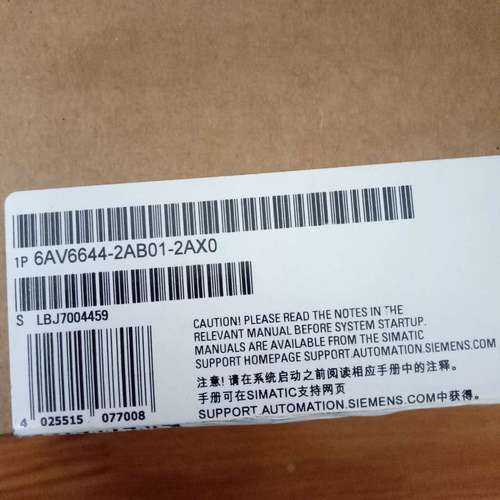 1P 6AV6644-2AB01-2AX0
S LBJ7004459
CAUTION! PLEASE READ THE NOTES IN THE
RELEVANT MANUAL BEFORE SYSTEM STARTUP.
MANUALS ARE AVAILABLE FROM THE SIMATIC
SUPPORT HOMEPAGE SUPPORT.AUTOMATION.SIEMENS.COM
注意! 请在系统启动之前阅读相应手册中的注释。
手册可在SIMATIC支持网页
SUPPORT.AUTOMATION.SIEMENS.COM中获得。
4 025515 077008